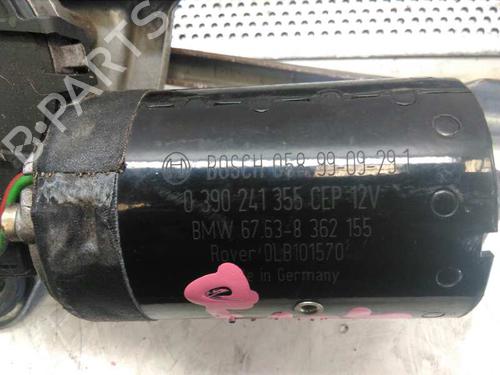 B-PARTS
BOSCH 058 99-09-29 1
0 390 241 355 CEP 12V
BMW 67.63-8 362 155
Rover DLB101570
in Germany